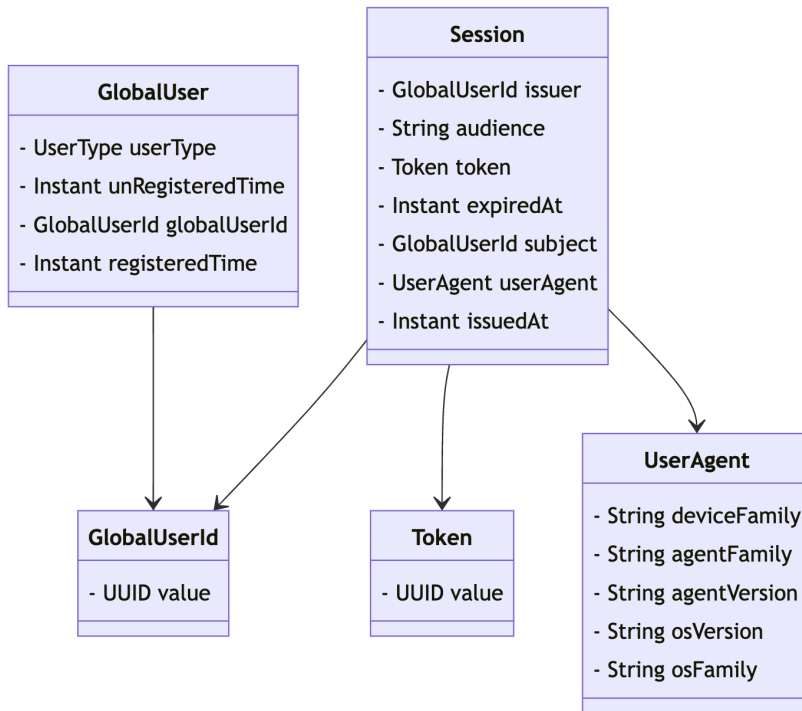 GlobalUser
- UserType userType
- Instant unRegisteredTime
- GlobalUserId globalUserId
- Instant registeredTime
Session
- GlobalUserId issuer
- String audience
- Token token
- Instant expiredAt
- GlobalUserId subject
- UserAgent userAgent
- Instant issuedAt
GlobalUserId
- UUID value
Token
- UUID value
UserAgent
- String deviceFamily
- String agentFamily
- String agentVersion
- String osVersion
- String osFamily